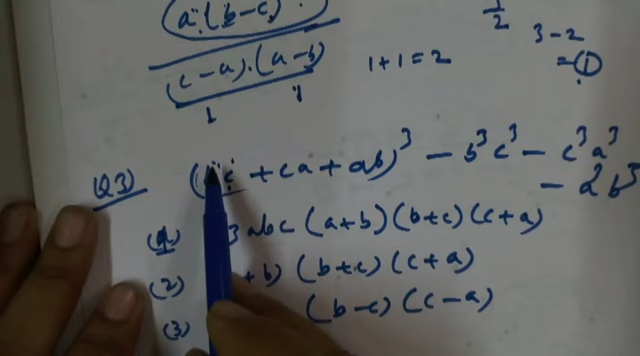 a.(b-c).
(c-a).(a-b)
1 1
1+1=2
1
2
3-2
=1
Q3) (bc + ca + ab)³ - b³c³ - c³a³
- a³b³
(1) 3abc (a+b)(b+c)(c+a)
(2) +b) (b+c)(c+a)
(3) (b-c)(c-a)